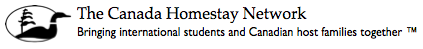 The Canada Homestay Network
Bringing international students and Canadian host families together ™